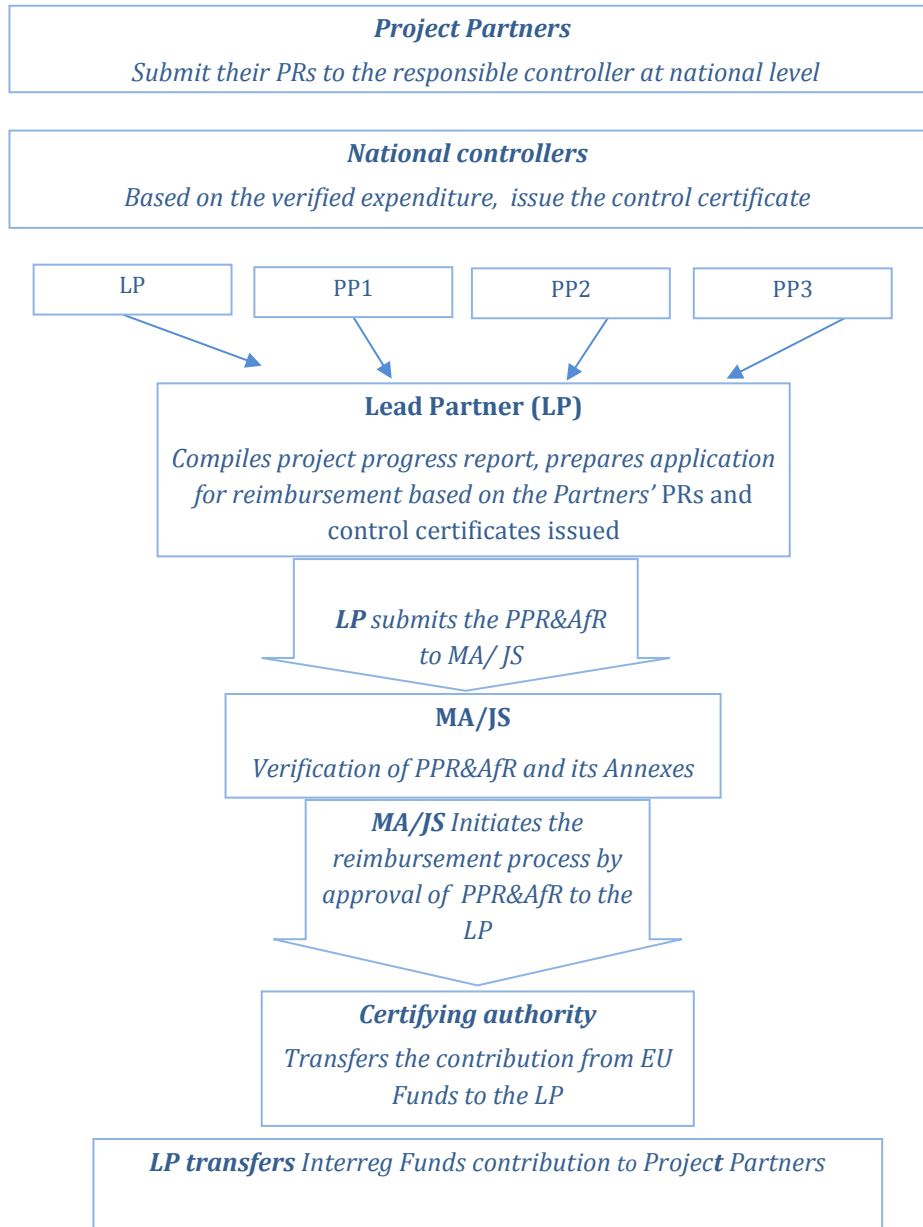 Project Partners
Submit their PRs to the responsible controller at national level
National controllers
Based on the verified expenditure, issue the control certificate
LP
PP1
PP2
PP3
Lead Partner (LP)
Compiles project progress report, prepares application
for reimbursement based on the Partners’ PRs and
control certificates issued
LP submits the PPR&AfR
to MA/ JS
MA/JS
Verification of PPR&AfR and its Annexes
MA/JS Initiates the
reimbursement process by
approval of PPR&AfR to the
LP
Certifying authority
Transfers the contribution from EU
Funds to the LP
LP transfers Interreg Funds contribution to Project Partners